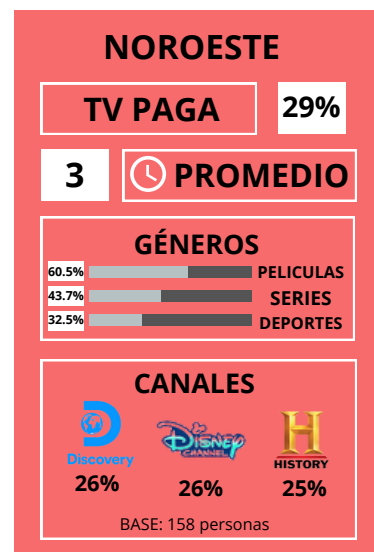 NOROESTE
TV PAGA 29%
3 PROMEDIO
GÉNEROS
60.5% PELICULAS
43.7% SERIES
32.5% DEPORTES
CANALES
Discovery
DISNEY
CHANNEL
H
HISTORY
26% 26% 25%
BASE: 158 personas